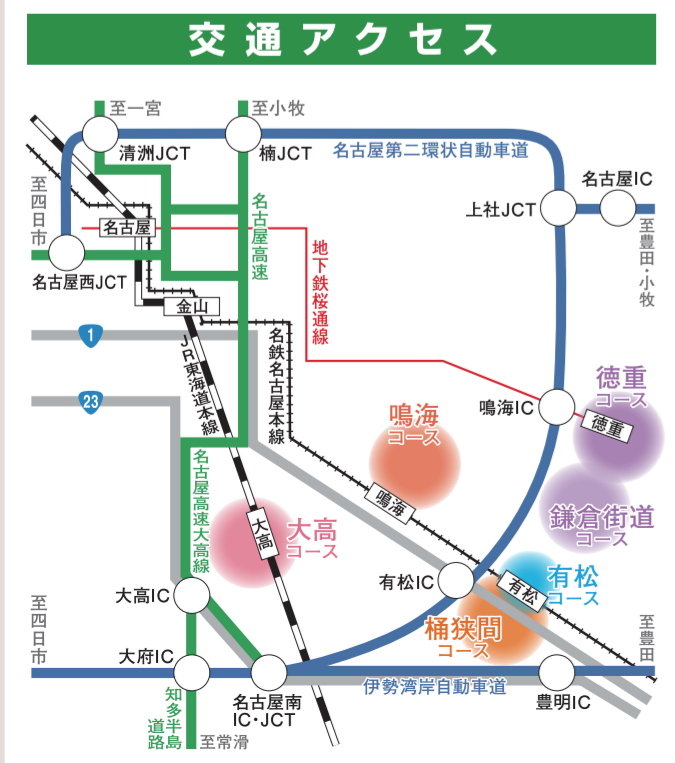 交通アクセス
至一宮
至小牧
清洲JCT
楠JCT
名古屋第二環状自動車道
名古屋IC
上社JCT
至四日市
至豊田・小牧
名古屋
名古屋高速
地下鉄桜通線
名古屋西JCT
金山
1
JR東海道本線
名鉄名古屋本線
23
徳重
コース
鳴海IC
鳴海
コース
徳重
名古屋高速大高線
鳴海
鎌倉街道
コース
大高
大高
コース
有松IC
有松
有松
コース
大高IC
至四日市
桶狭間
コース
至豊田
大府IC
伊勢湾岸自動車道
知多半島
道路
名古屋南
IC・JCT
豊明IC
至常滑